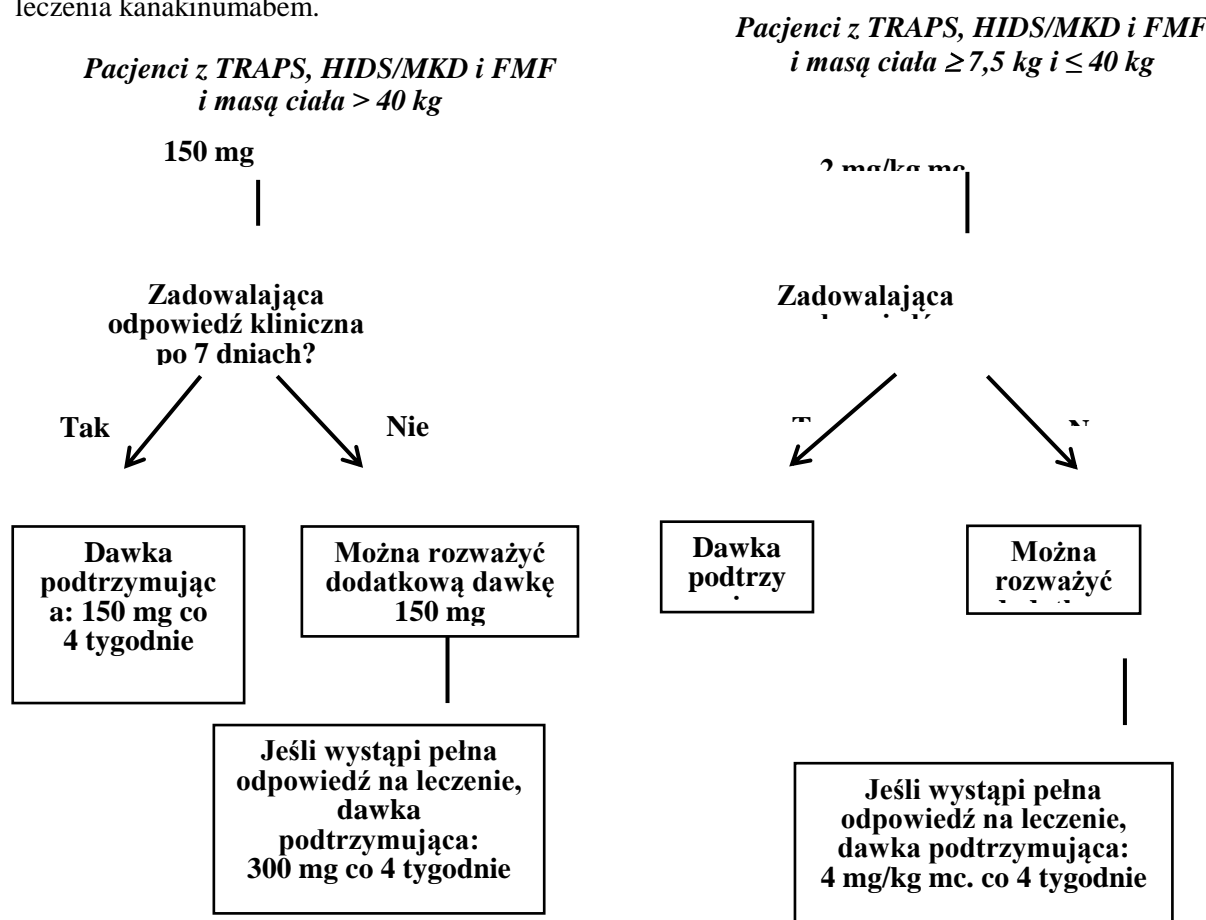 leczenia kanakinumabem.
Pacjenci z TRAPS, HIDS/MKD i FMF
i masą ciała > 40 kg
150 mg
Zadowalająca
odpowiedź kliniczna
po 7 dniach?
Tak
Nie
Dawka
podtrzymując
a: 150 mg co
4 tygodnie
Można rozważyć
dodatkową dawkę
150 mg
Jeśli wystąpi pełna
odpowiedź na leczenie,
dawka
podtrzymująca:
300 mg co 4 tygodnie
Pacjenci z TRAPS, HIDS/MKD i FMF
i masą ciała ≥ 7,5 kg i ≤ 40 kg
2 mg/kg mc.
Zadowalająca
Dawka
podtrzy
Można
rozważyć
Jeśli wystąpi pełna
odpowiedź na leczenie,
dawka podtrzymująca:
4 mg/kg mc. co 4 tygodnie